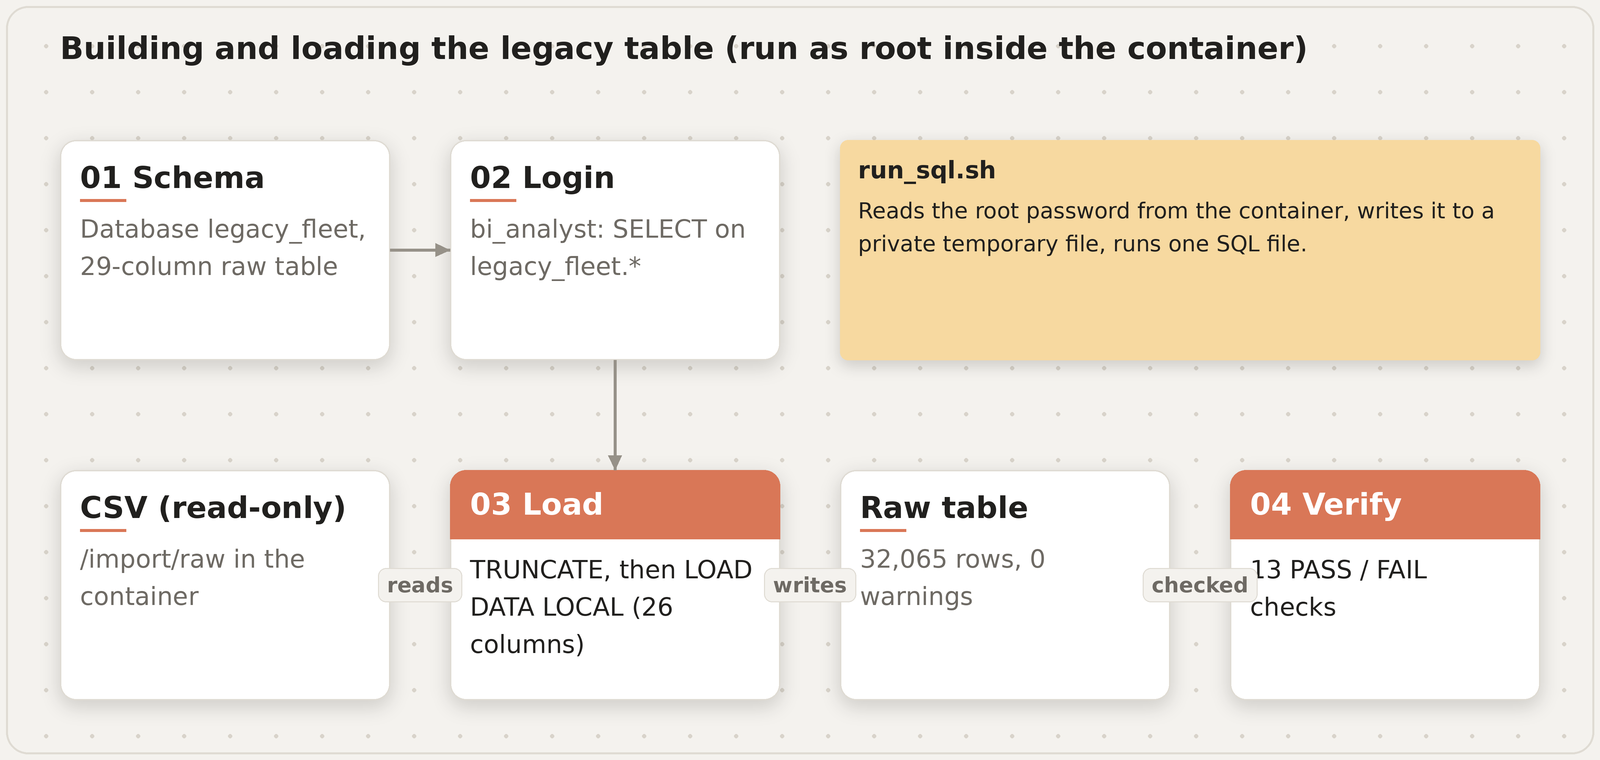 Building and loading the legacy table (run as root inside the container)
01 Schema
Database legacy_fleet,
29-column raw table
02 Login
bi_analyst: SELECT on
legacy_fleet.*
run_sql.sh
Reads the root password from the container, writes it to a
private temporary file, runs one SQL file.
CSV (read-only)
/import/raw in the
container
reads
03 Load
TRUNCATE, then LOAD
DATA LOCAL (26
columns)
writes
Raw table
32,065 rows, 0
warnings
checked
04 Verify
13 PASS / FAIL
checks